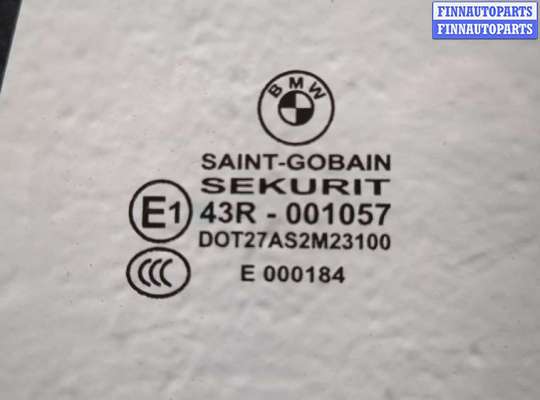 FINNAUTOPARTS
FINNAUTOPARTS
BMW
SAINT-GOBAIN
SEKURIT
E1 43R - 001057
DOT27AS2M23100
CCC E 000184